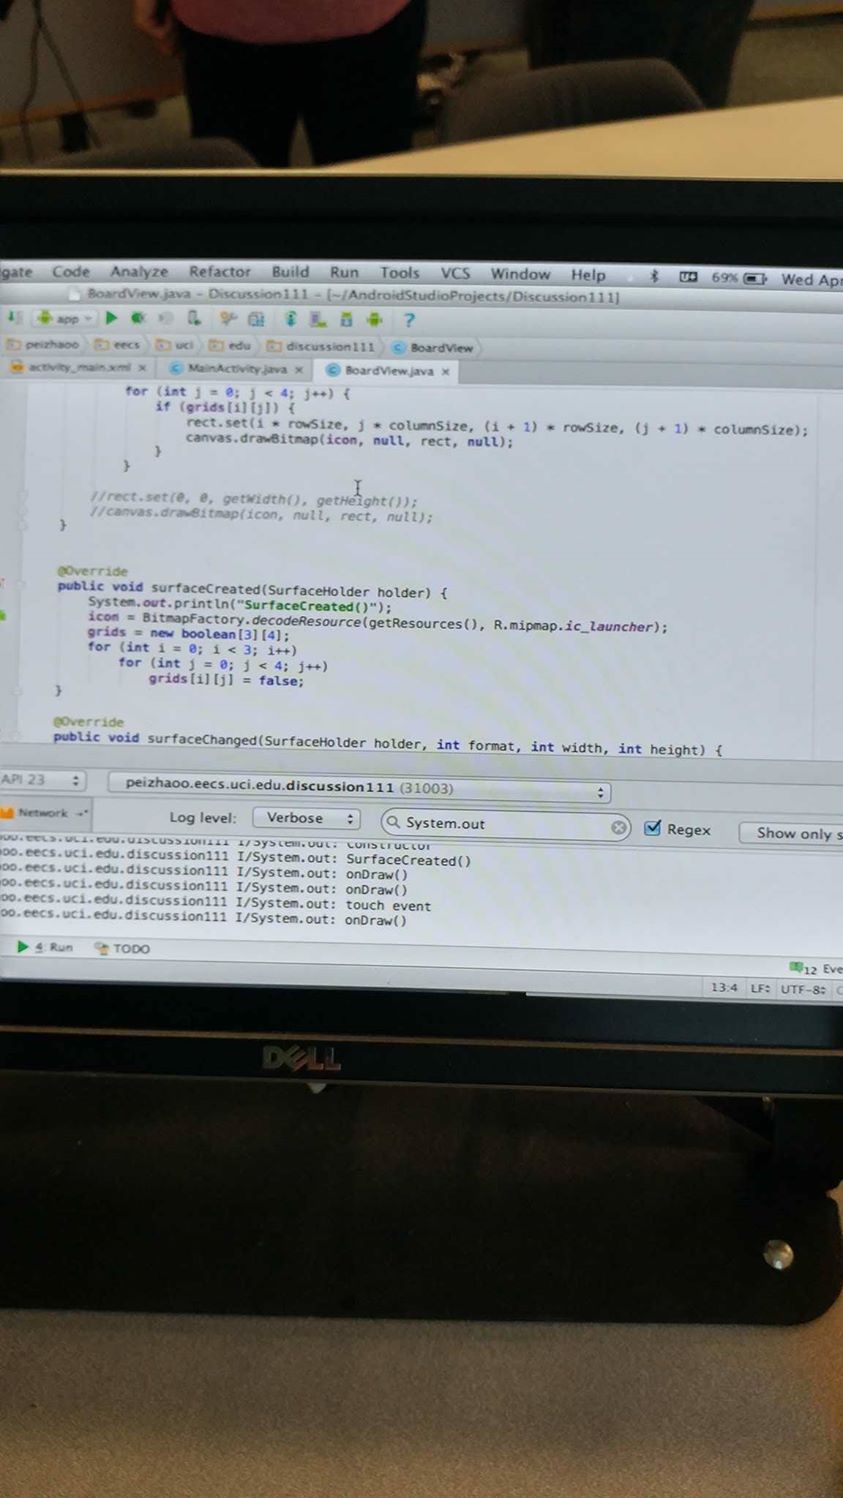 gate Code Analyze Refactor Build Run Tools VCS Window Help 69% Wed Apr
BoardView.java – Discussion111 – [~/AndroidStudioProjects/Discussion111]
app ?
peizhaoo eecs uci edu discussion111 BoardView
activity_main.xml × MainActivity.java × BoardView.java ×
for (int j = 0; j < 4; j++) {
if (grids[i][j]) {
rect.set(i * rowSize, j * columnSize, (i + 1) * rowSize, (j + 1) * columnSize);
canvas.drawBitmap(icon, null, rect, null);
}
}
//rect.set(0, 0, getWidth(), getHeight());
//canvas.drawBitmap(icon, null, rect, null);
}
@Override
public void surfaceCreated(SurfaceHolder holder) {
System.out.println("SurfaceCreated()");
icon = BitmapFactory.decodeResource(getResources(), R.mipmap.ic_launcher);
grids = new boolean[3][4];
for (int i = 0; i < 3; i++)
for (int j = 0; j < 4; j++)
grids[i][j] = false;
}
@Override
public void surfaceChanged(SurfaceHolder holder, int format, int width, int height) {
API 23 peizhaoo.eecs.uci.edu.discussion111 (31003)
Network Log level: Verbose System.out Regex Show only s
oo.eecs.uci.edu.discussion111 I/System.out: constructor
oo.eecs.uci.edu.discussion111 I/System.out: SurfaceCreated()
oo.eecs.uci.edu.discussion111 I/System.out: onDraw()
oo.eecs.uci.edu.discussion111 I/System.out: onDraw()
oo.eecs.uci.edu.discussion111 I/System.out: touch event
oo.eecs.uci.edu.discussion111 I/System.out: onDraw()
4: Run TODO
12 Eve
13:4 LF÷ UTF-8÷
DELL